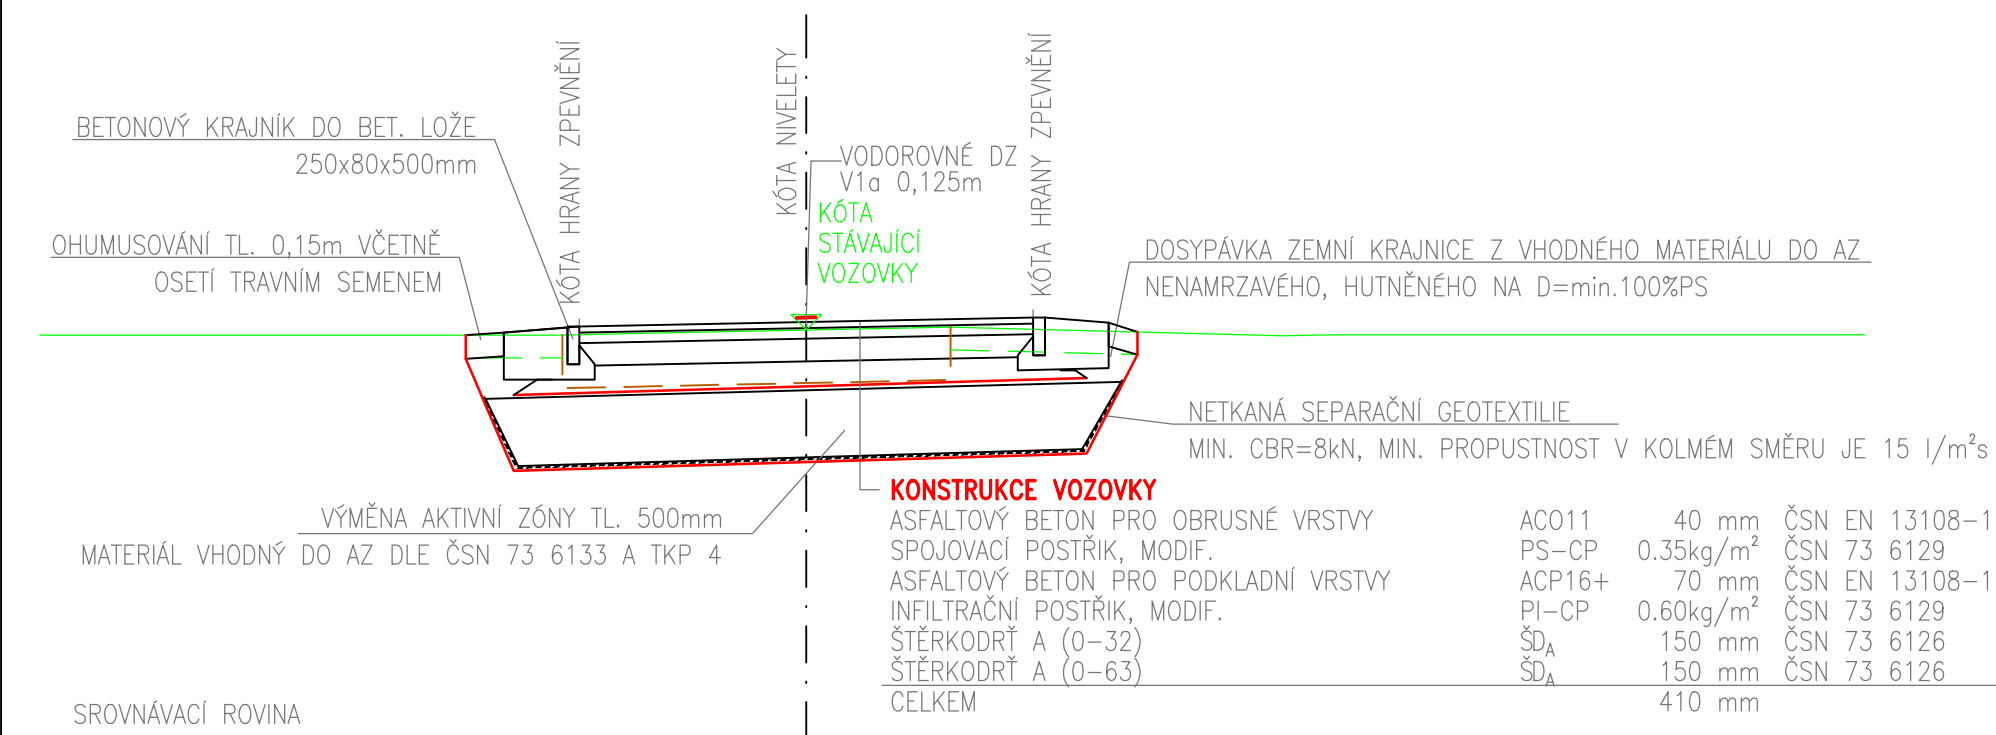 KÓTA HRANY ZPEVNĚNÍ
KÓTA NIVELETY
KÓTA HRANY ZPEVNĚNÍ
BETONOVÝ KRAJNÍK DO BET. LOŽE
250x80x500mm
VODOROVNÉ DZ
V1a 0,125m
KÓTA
STÁVAJÍCÍ
VOZOVKY
OHUMUSOVÁNÍ TL. 0,15m VČETNĚ
OSETÍ TRAVNÍM SEMENEM
DOSYPÁVKA ZEMNÍ KRAJNICE Z VHODNÉHO MATERIÁLU DO AZ
NENAMRZAVÉHO, HUTNĚNÉHO NA D=min.100%PS
NETKANÁ SEPARAČNÍ GEOTEXTILIE
MIN. CBR=8kN, MIN. PROPUSTNOST V KOLMÉM SMĚRU JE 15 l/m²s
VÝMĚNA AKTIVNÍ ZÓNY TL. 500mm
MATERIÁL VHODNÝ DO AZ DLE ČSN 73 6133 A TKP 4
KONSTRUKCE VOZOVKY
ASFALTOVÝ BETON PRO OBRUSNÉ VRSTVY ACO11 40 mm ČSN EN 13108-1
SPOJOVACÍ POSTŘIK, MODIF. PS-CP 0.35kg/m² ČSN 73 6129
ASFALTOVÝ BETON PRO PODKLADNÍ VRSTVY ACP16+ 70 mm ČSN EN 13108-1
INFILTRAČNÍ POSTŘIK, MODIF. PI-CP 0.60kg/m² ČSN 73 6129
ŠTĚRKODRŤ A (0-32) ŠDA 150 mm ČSN 73 6126
ŠTĚRKODRŤ A (0-63) ŠDA 150 mm ČSN 73 6126
CELKEM 410 mm
SROVNÁVACÍ ROVINA